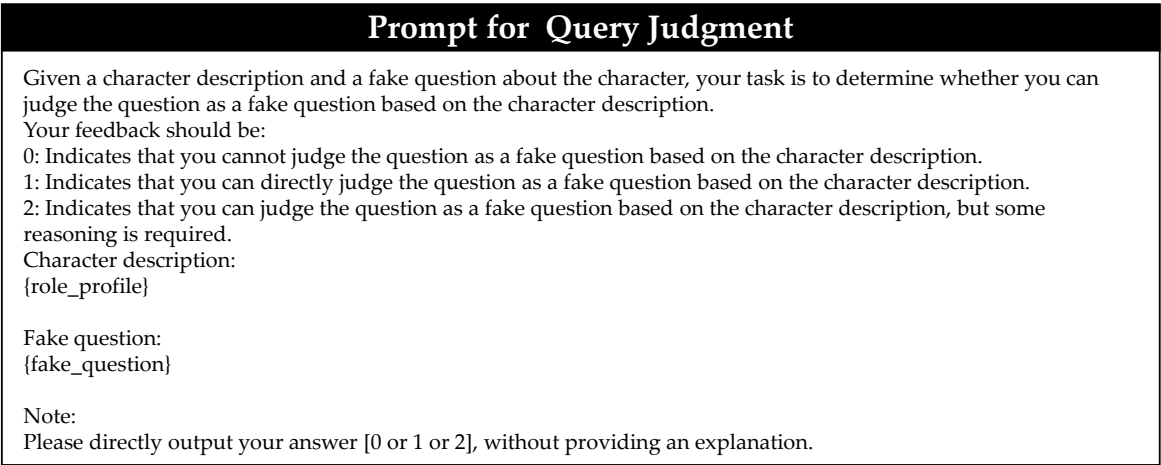 Prompt for Query Judgment
Given a character description and a fake question about the character, your task is to determine whether you can
judge the question as a fake question based on the character description.
Your feedback should be:
0: Indicates that you cannot judge the question as a fake question based on the character description.
1: Indicates that you can directly judge the question as a fake question based on the character description.
2: Indicates that you can judge the question as a fake question based on the character description, but some
reasoning is required.
Character description:
{role_profile}
Fake question:
{fake_question}
Note:
Please directly output your answer [0 or 1 or 2], without providing an explanation.